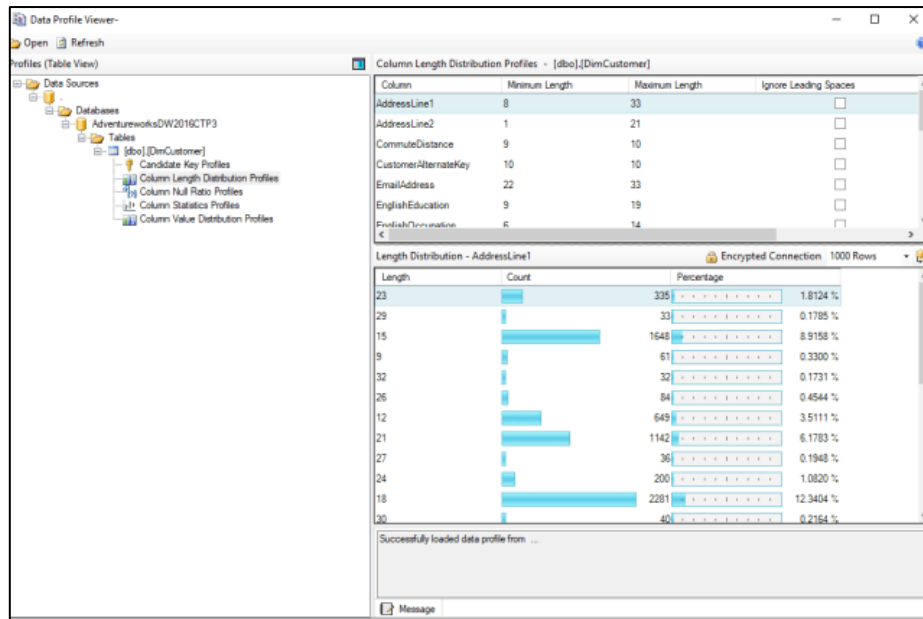 Data Profile Viewer-
Open Refresh
Profiles (Table View)
Data Sources
.
Databases
AdventureworksDW2016CTP3
Tables
[dbo].[DimCustomer]
Candidate Key Profiles
Column Length Distribution Profiles
Column Null Ratio Profiles
Column Statistics Profiles
Column Value Distribution Profiles
Column Length Distribution Profiles - [dbo].[DimCustomer]
Column Minimum Length Maximum Length Ignore Leading Spaces
AddressLine1 8 33
AddressLine2 1 21
CommuteDistance 9 10
CustomerAlternateKey 10 10
EmailAddress 22 33
EnglishEducation 9 19
EnglishOccupation 6 14
Length Distribution - AddressLine1 Encrypted Connection 1000 Rows
Length Count Percentage
23 335 1.8124 %
29 33 0.1785 %
15 1648 8.9158 %
9 61 0.3300 %
32 32 0.1731 %
26 84 0.4544 %
12 649 3.5111 %
21 1142 6.1783 %
27 36 0.1948 %
24 200 1.0820 %
18 2281 12.3404 %
30 40 0.2164 %
Successfully loaded data profile from ...
Message